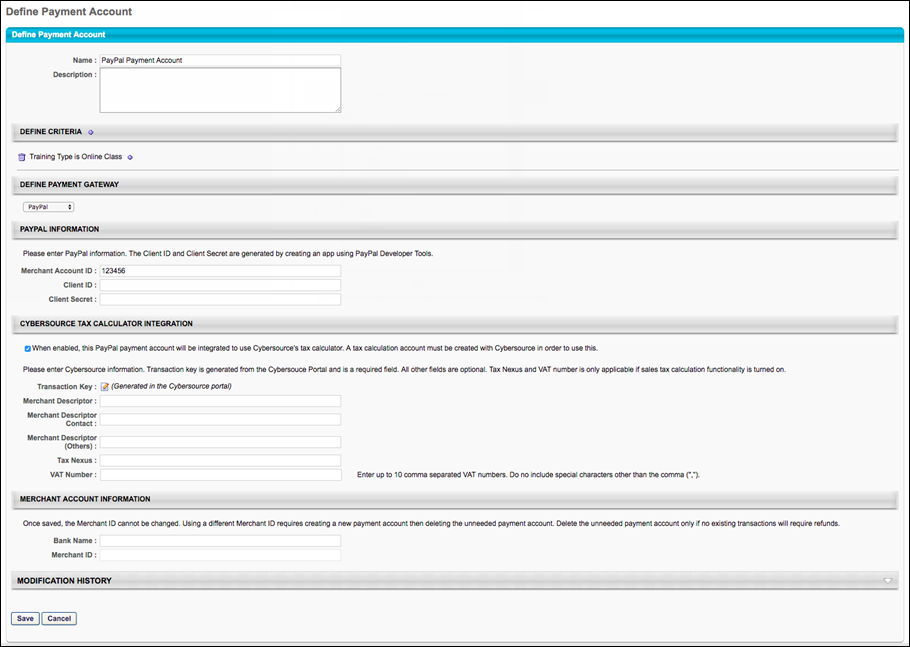 Define Payment Account
Define Payment Account
Name : PayPal Payment Account
Description :
DEFINE CRITERIA
Training Type is Online Class
DEFINE PAYMENT GATEWAY
PayPal
PAYPAL INFORMATION
Please enter PayPal information. The Client ID and Client Secret are generated by creating an app using PayPal Developer Tools.
Merchant Account ID : 123456
Client ID :
Client Secret :
CYBERSOURCE TAX CALCULATOR INTEGRATION
When enabled, this PayPal payment account will be integrated to use Cybersource's tax calculator. A tax calculation account must be created with Cybersource in order to use this.
Please enter Cybersource information. Transaction key is generated from the Cybersouce Portal and is a required field. All other fields are optional. Tax Nexus and VAT number is only applicable if sales tax calculation functionality is turned on.
Transaction Key : (Generated in the Cybersource portal)
Merchant Descriptor :
Merchant Descriptor
Contact :
Merchant Descriptor
(Others) :
Tax Nexus :
VAT Number : Enter up to 10 comma separated VAT numbers. Do no include special characters other than the comma (",").
MERCHANT ACCOUNT INFORMATION
Once saved, the Merchant ID cannot be changed. Using a different Merchant ID requires creating a new payment account then deleting the unneeded payment account. Delete the unneeded payment account only if no existing transactions will require refunds.
Bank Name :
Merchant ID :
MODIFICATION HISTORY
Save Cancel